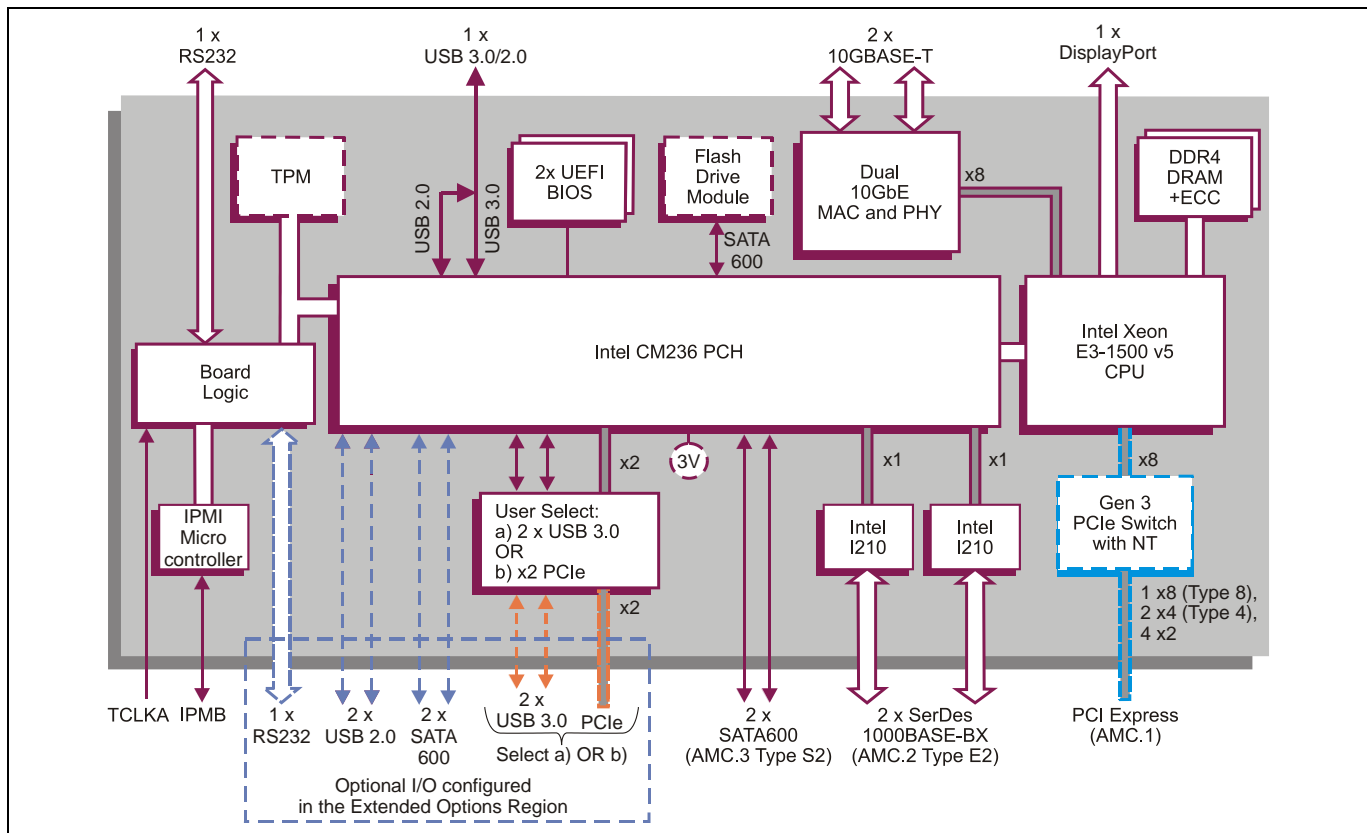 1 x
RS232
1 x
USB 3.0/2.0
2 x
10GBASE-T
1 x
DisplayPort
TPM
USB 2.0
USB 3.0
2x UEFI
BIOS
Flash
Drive
Module
SATA
600
Dual
10GbE
MAC and PHY
x8
DDR4
DRAM
+ECC
Board
Logic
Intel CM236 PCH
Intel Xeon
E3-1500 v5
CPU
IPMI
Micro
controller
x2
User Select:
a) 2 x USB 3.0
OR
b) x2 PCIe
x2
3V
x1
Intel
I210
x1
Intel
I210
x8
Gen 3
PCIe Switch
with NT
1 x8 (Type 8),
2 x4 (Type 4),
4 x2
TCLKA
IPMB
1 x
RS232
2 x
USB 2.0
2 x
SATA
600
2 x
USB 3.0
PCIe
Select a) OR b)
2 x
SATA600
(AMC.3 Type S2)
2 x SerDes
1000BASE-BX
(AMC.2 Type E2)
PCI Express
(AMC.1)
Optional I/O configured
in the Extended Options Region